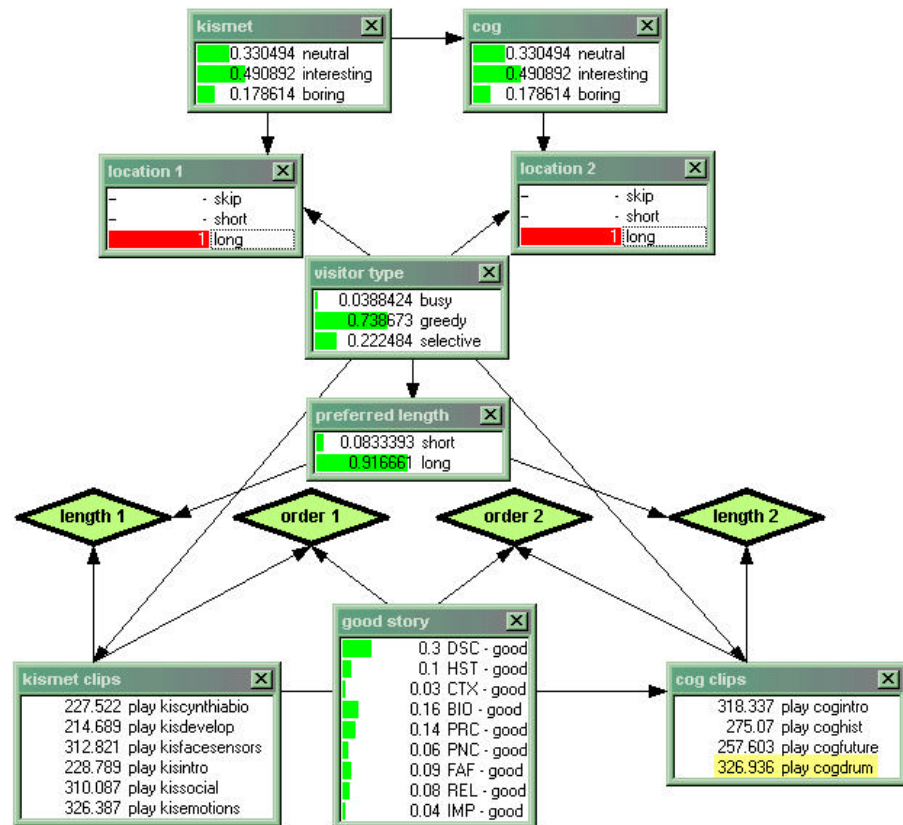 kismet
0.330494 neutral
0.490892 interesting
0.178614 boring
cog
0.330494 neutral
0.490892 interesting
0.178614 boring
location 1
- - skip
- - short
1 long
location 2
- - skip
- - short
1 long
visitor type
0.0388424 busy
0.738673 greedy
0.222484 selective
preferred length
0.0833393 short
0.916661 long
length 1
order 1
order 2
length 2
kismet clips
227.522 play kiscynthiabio
214.689 play kisdevelop
312.821 play kisfacesensors
228.789 play kisintro
310.087 play kissocial
326.387 play kisemotions
good story
0.3 DSC - good
0.1 HST - good
0.03 CTX - good
0.16 BIO - good
0.14 PRC - good
0.06 PNC - good
0.09 FAF - good
0.08 REL - good
0.04 IMP - good
cog clips
318.337 play cogintro
275.07 play coghist
257.603 play cogfuture
326.936 play cogdrum